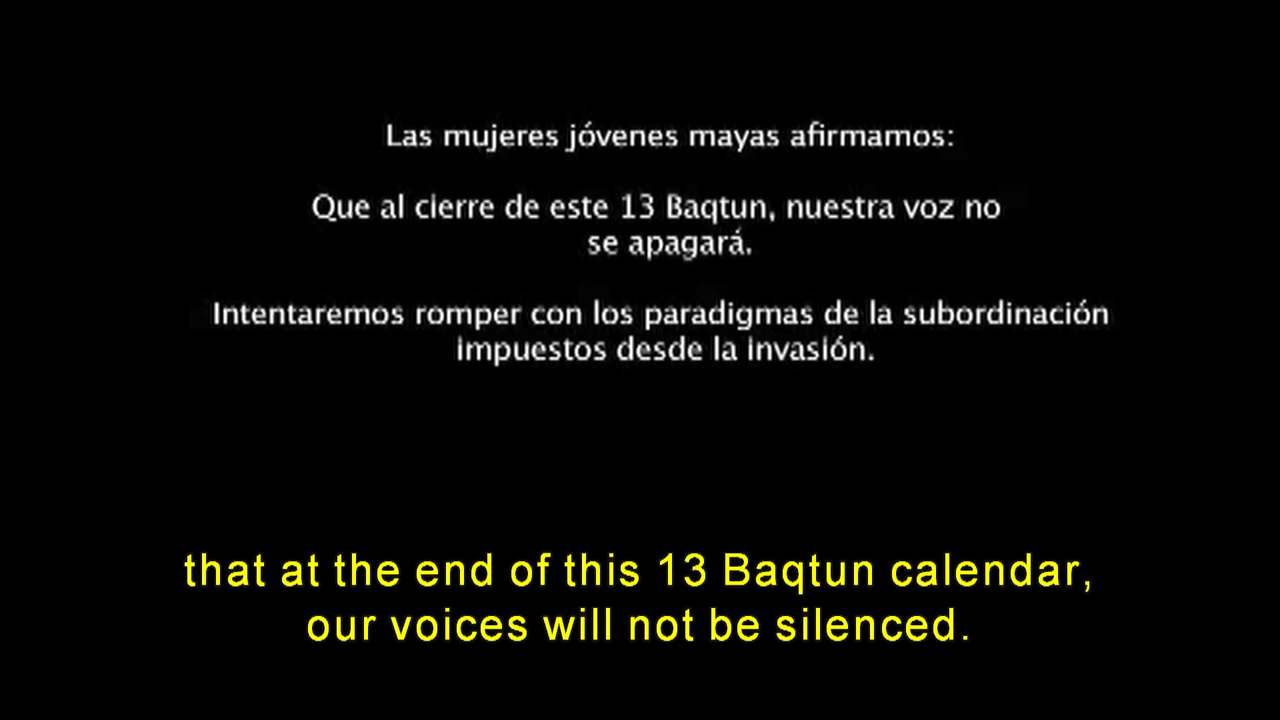 Las mujeres jóvenes mayas afirmamos:
Que al cierre de este 13 Baqtun, nuestra voz no
se apagará.
Intentaremos romper con los paradigmas de la subordinación
impuestos desde la invasión.
that at the end of this 13 Baqtun calendar,
our voices will not be silenced.